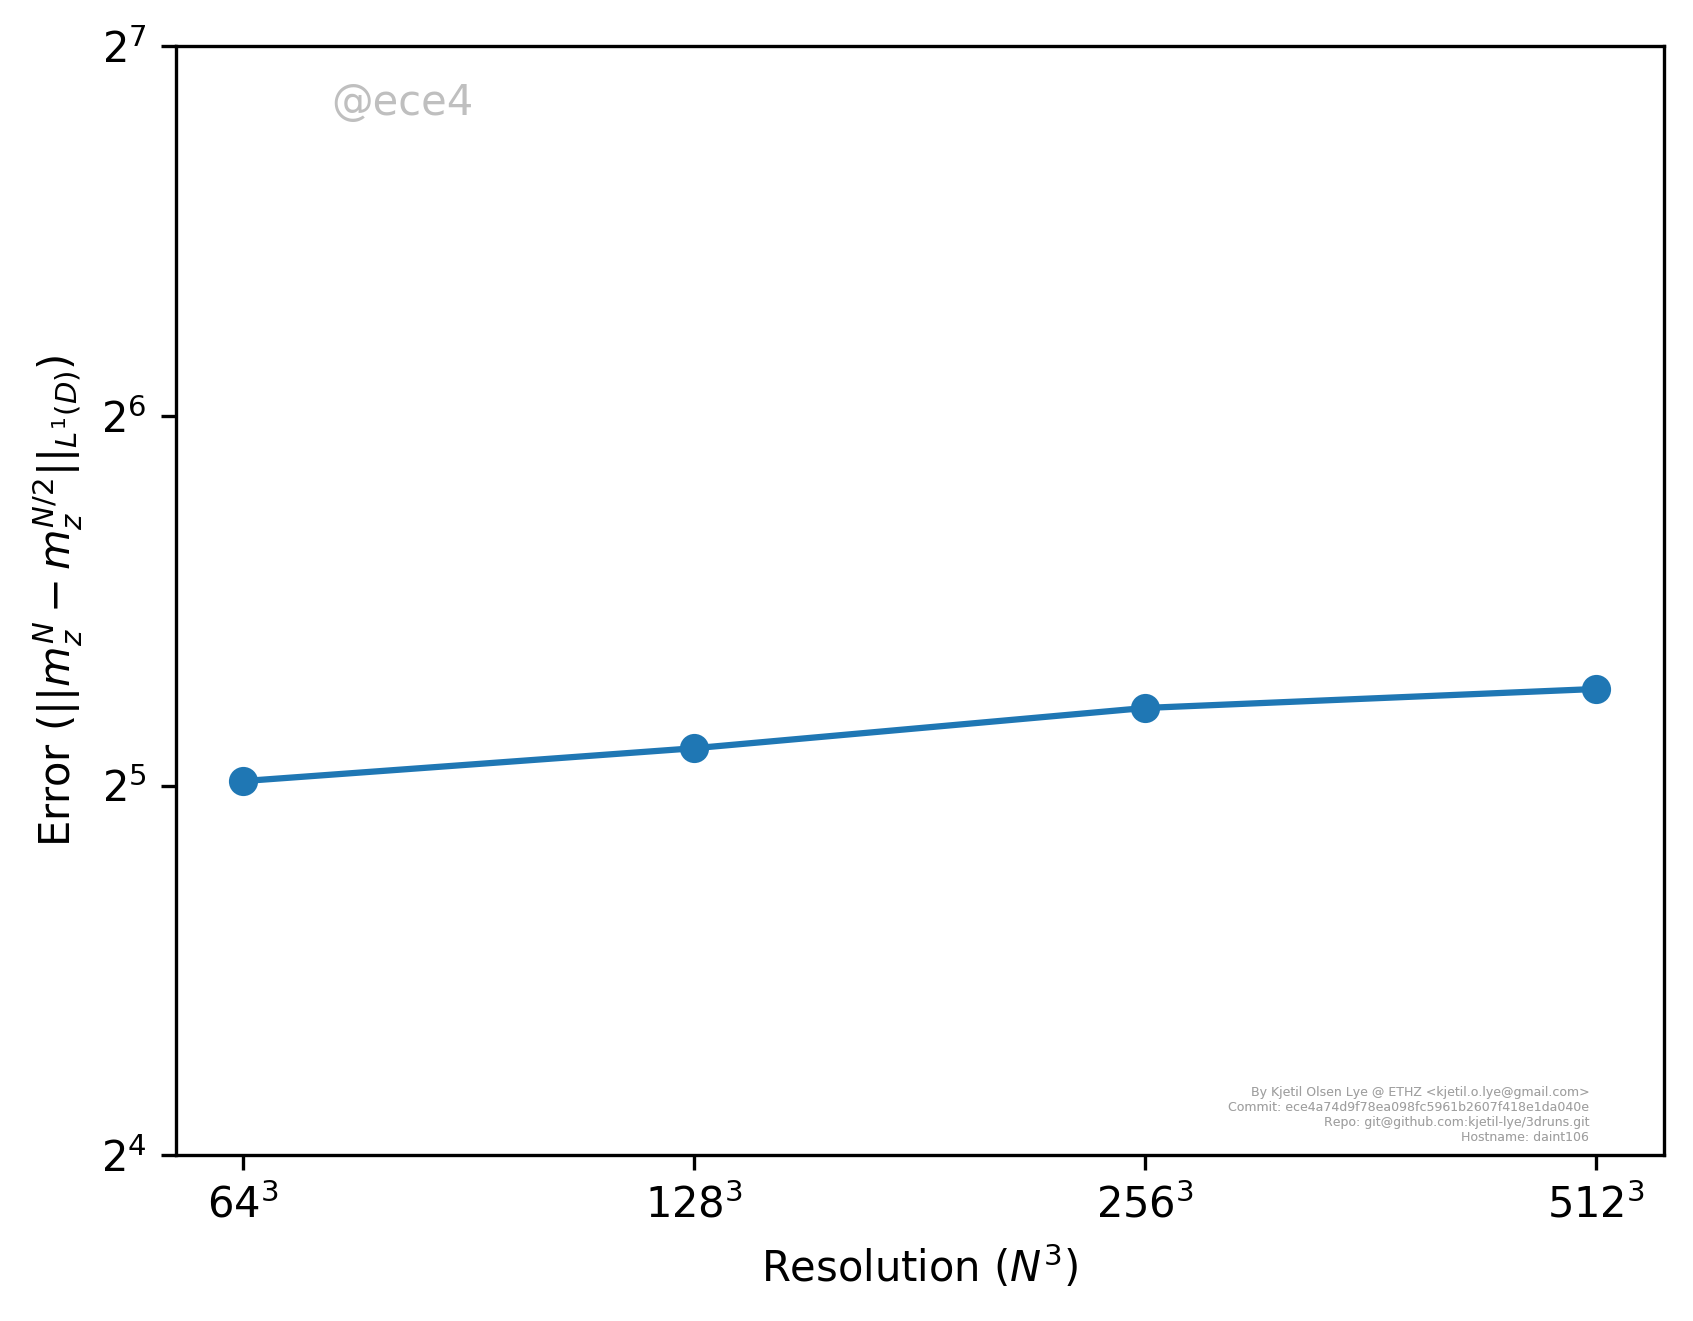 2^7
@ece4
2^6
2^5
2^4
Error (||m_z^N − m_z^{N/2}||_{L^1(D)})
By Kjetil Olsen Lye @ ETHZ <kjetil.o.lye@gmail.com>
Commit: ece4a74d9f78ea098fc5961b2607f418e1da040e
Repo: git@github.com:kjetil-lye/3druns.git
Hostname: daint106
64^3 128^3 256^3 512^3
Resolution (N^3)